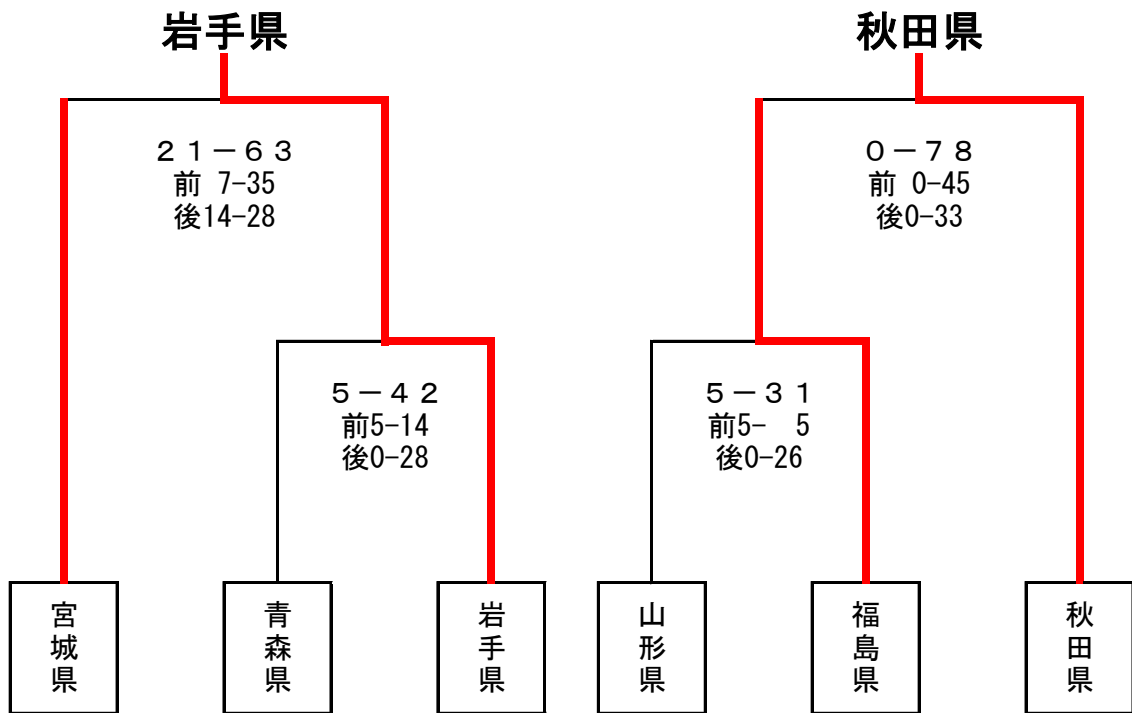 岩手県
秋田県
２１－６３
前 7-35
後14-28
０－７８
前 0-45
後0-33
５－４２
前5-14
後0-28
５－３１
前5-  5
後0-26
宮城県
青森県
岩手県
山形県
福島県
秋田県